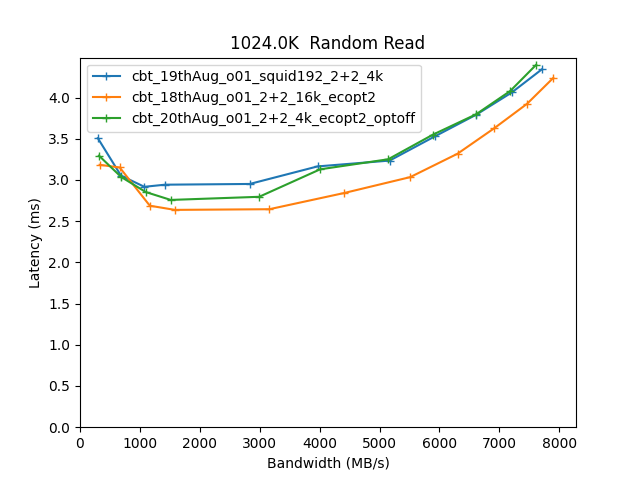 1024.0K  Random Read
cbt_19thAug_o01_squid192_2+2_4k
cbt_18thAug_o01_2+2_16k_ecopt2
cbt_20thAug_o01_2+2_4k_ecopt2_optoff
Latency (ms)
4.0
3.5
3.0
2.5
2.0
1.5
1.0
0.5
0.0
0 1000 2000 3000 4000 5000 6000 7000 8000
Bandwidth (MB/s)